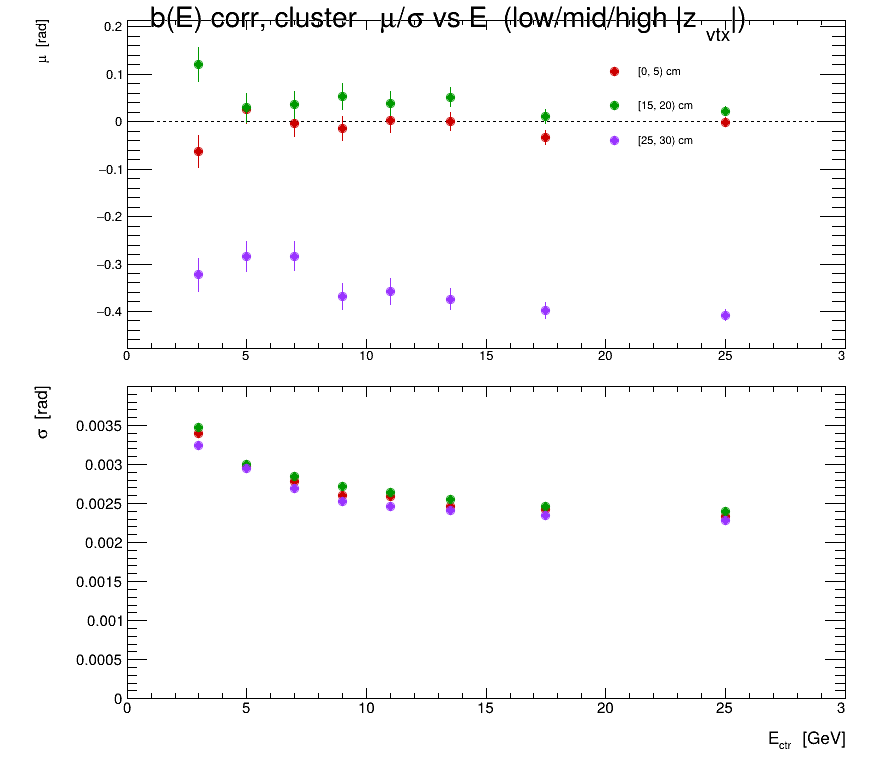 b(E) corr, cluster μ/σ vs E (low/mid/high |z vtx|)
μ [rad]
0.2
0.1
0
−0.1
−0.2
−0.3
−0.4
[0, 5) cm
[15, 20) cm
[25, 30) cm
0 5 10 15 20 25 3
σ [rad]
0.0035
0.003
0.0025
0.002
0.0015
0.001
0.0005
0
0 5 10 15 20 25 3
E_ctr [GeV]